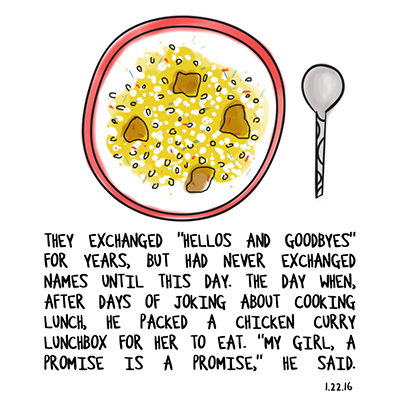 THEY EXCHANGED "HELLOS AND GOODBYES"
FOR YEARS, BUT HAD NEVER EXCHANGED
NAMES UNTIL THIS DAY. THE DAY WHEN,
AFTER DAYS OF JOKING ABOUT COOKING
LUNCH, HE PACKED A CHICKEN CURRY
LUNCHBOX FOR HER TO EAT. "MY GIRL, A
PROMISE IS A PROMISE," HE SAID.
1.22.16